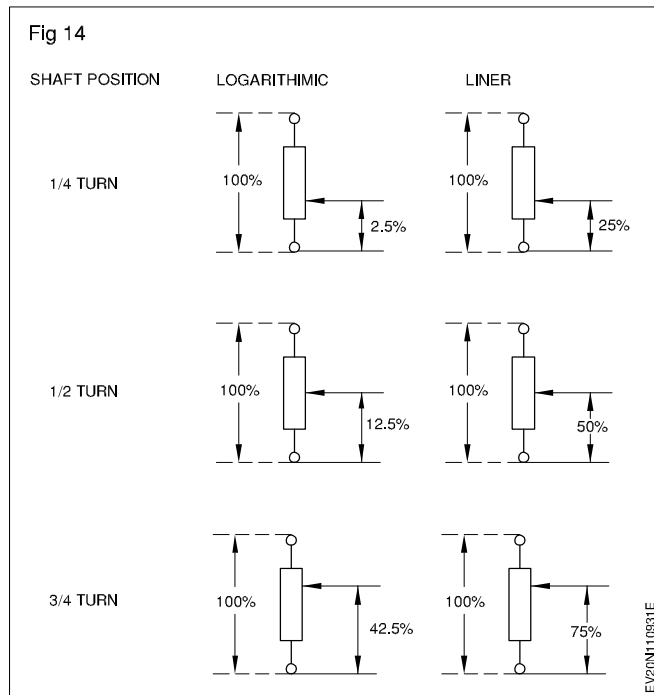 Fig 14
SHAFT POSITION LOGARITHIMIC LINER
1/4 TURN 100% 2.5% 100% 25%
1/2 TURN 100% 12.5% 100% 50%
3/4 TURN 100% 42.5% 100% 75%
EV20N110931E